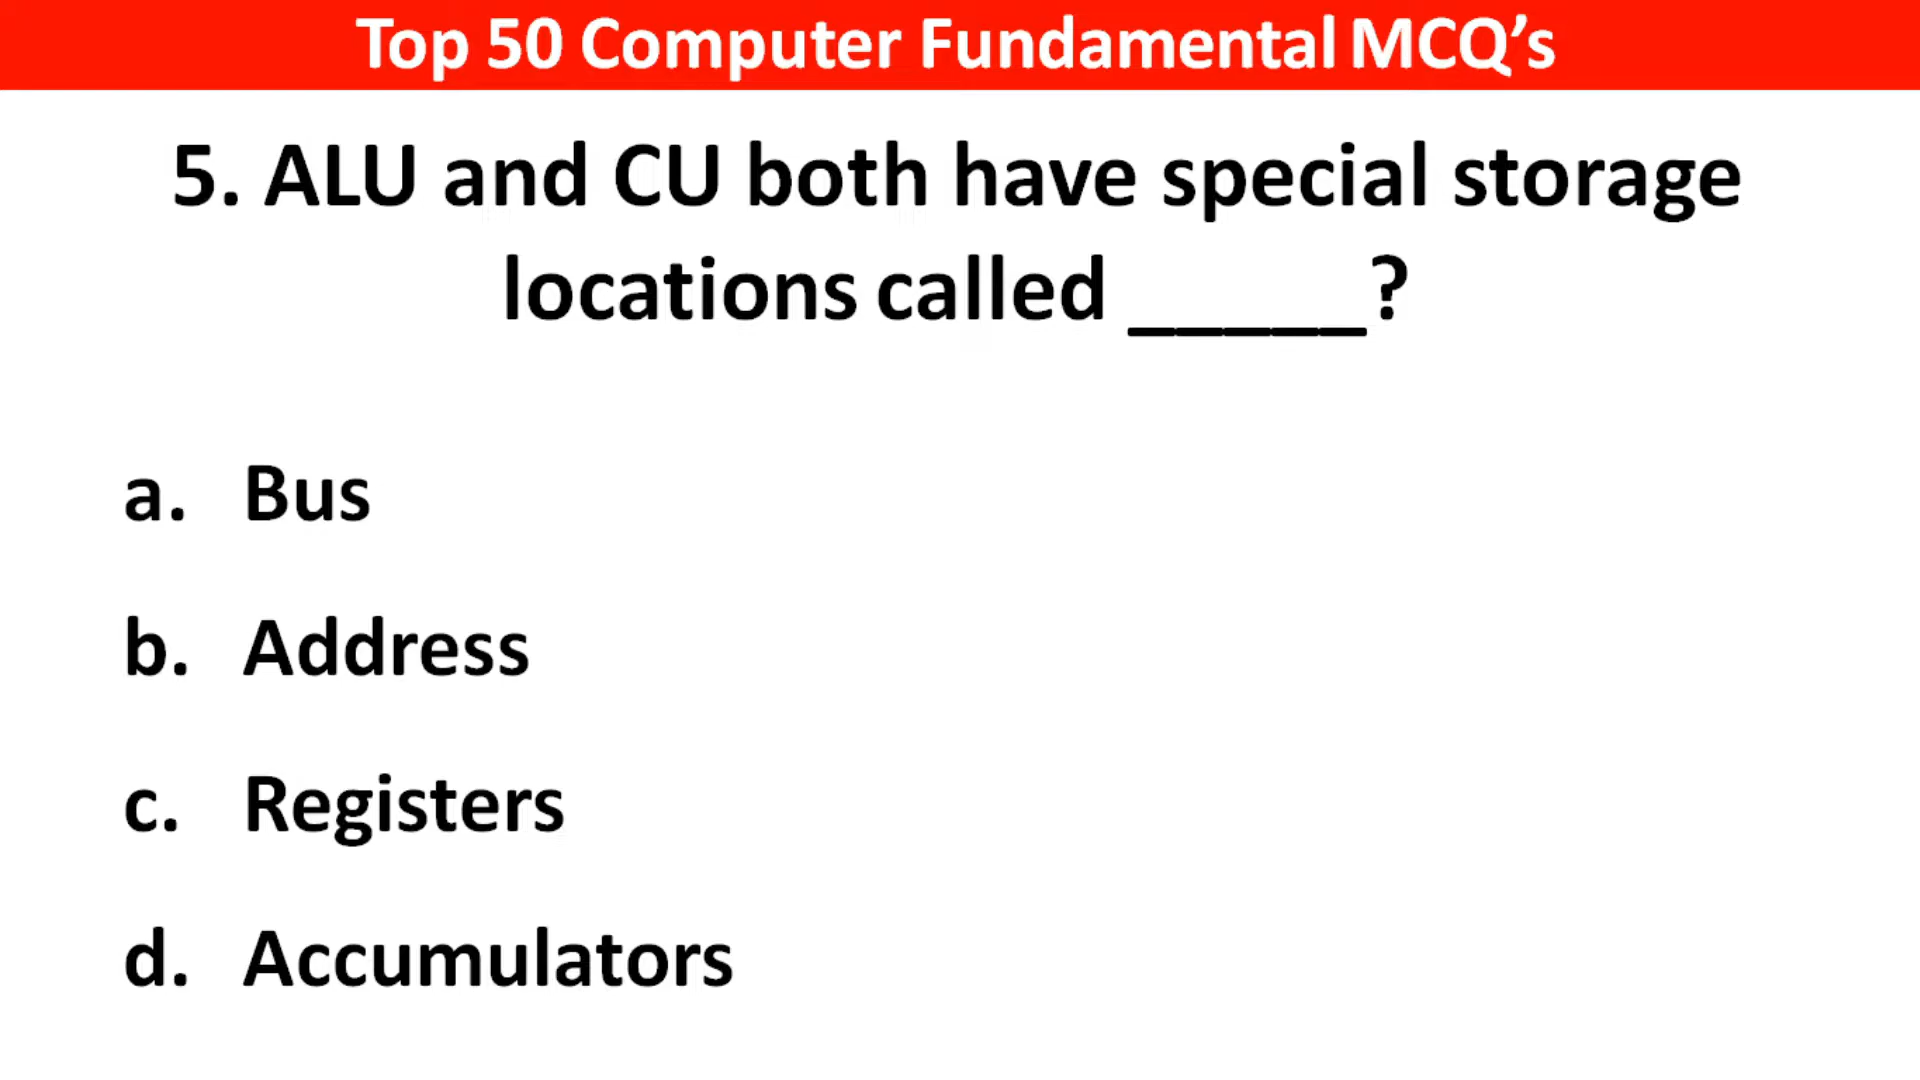 Top 50 Computer Fundamental MCQ’s
5. ALU and CU both have special storage
locations called _____?
a. Bus
b. Address
c. Registers
d. Accumulators